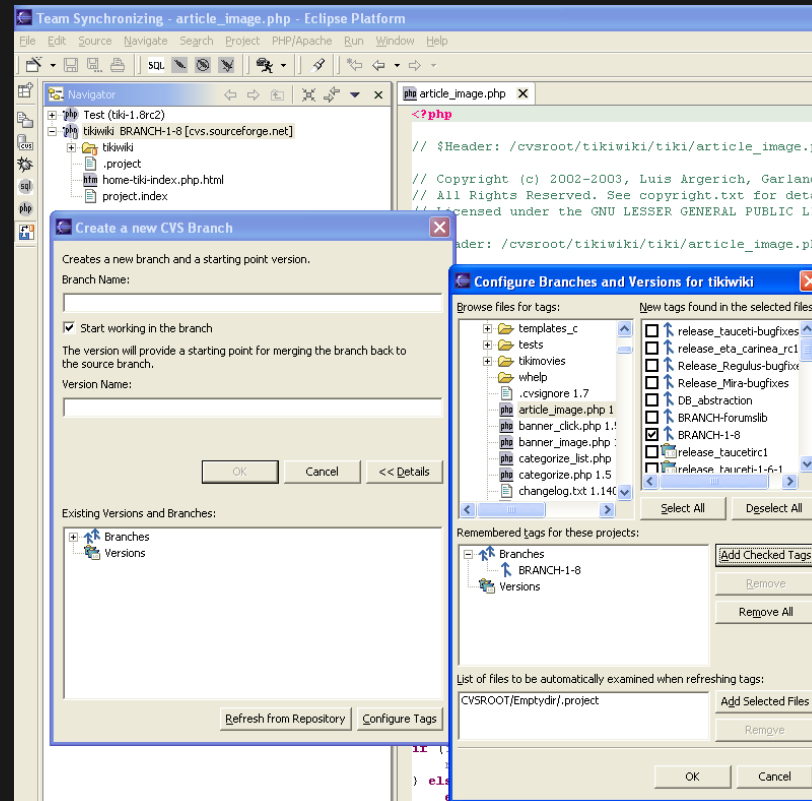 Team Synchronizing - article_image.php - Eclipse Platform
File Edit Source Navigate Search Project PHP/Apache Run Window Help
SQL
Navigator
Test (tiki-1.8rc2)
tikiwiki BRANCH-1-8 [cvs.sourceforge.net]
tikiwiki
.project
home-tiki-index.php.html
project.index
article_image.php
<?php
// $Header: /cvsroot/tikiwiki/tiki/article_image.p
// Copyright (c) 2002-2003, Luis Argerich, Garlan
// All Rights Reserved. See copyright.txt for det
// Licensed under the GNU LESSER GENERAL PUBLIC L
ader: /cvsroot/tikiwiki/tiki/article_image.p
Create a new CVS Branch
Creates a new branch and a starting point version.
Branch Name:
Start working in the branch
The version will provide a starting point for merging the branch back to
the source branch.
Version Name:
OK Cancel << Details
Existing Versions and Branches:
Branches
Versions
Refresh from Repository Configure Tags
Configure Branches and Versions for tikiwiki
Browse files for tags:
templates_c
tests
tikimovies
whelp
.cvsignore 1.7
article_image.php 1
banner_click.php 1.
banner_image.php
categorize_list.php
categorize.php 1.5
changelog.txt 1.140
New tags found in the selected files
release_tauceti-bugfixes
release_eta_carinea_rc1
Release_Regulus-bugfixe
Release_Mira-bugfixes
DB_abstraction
BRANCH-forumslib
BRANCH-1-8
release_taucetirc1
release_tauceti-1-6-1
Select All Deselect All
Remembered tags for these projects:
Branches
BRANCH-1-8
Versions
Add Checked Tags
Remove
Remove All
List of files to be automatically examined when refreshing tags:
CVSROOT/Emptydir/.project
Add Selected Files
Remove
OK Cancel
if (
} els